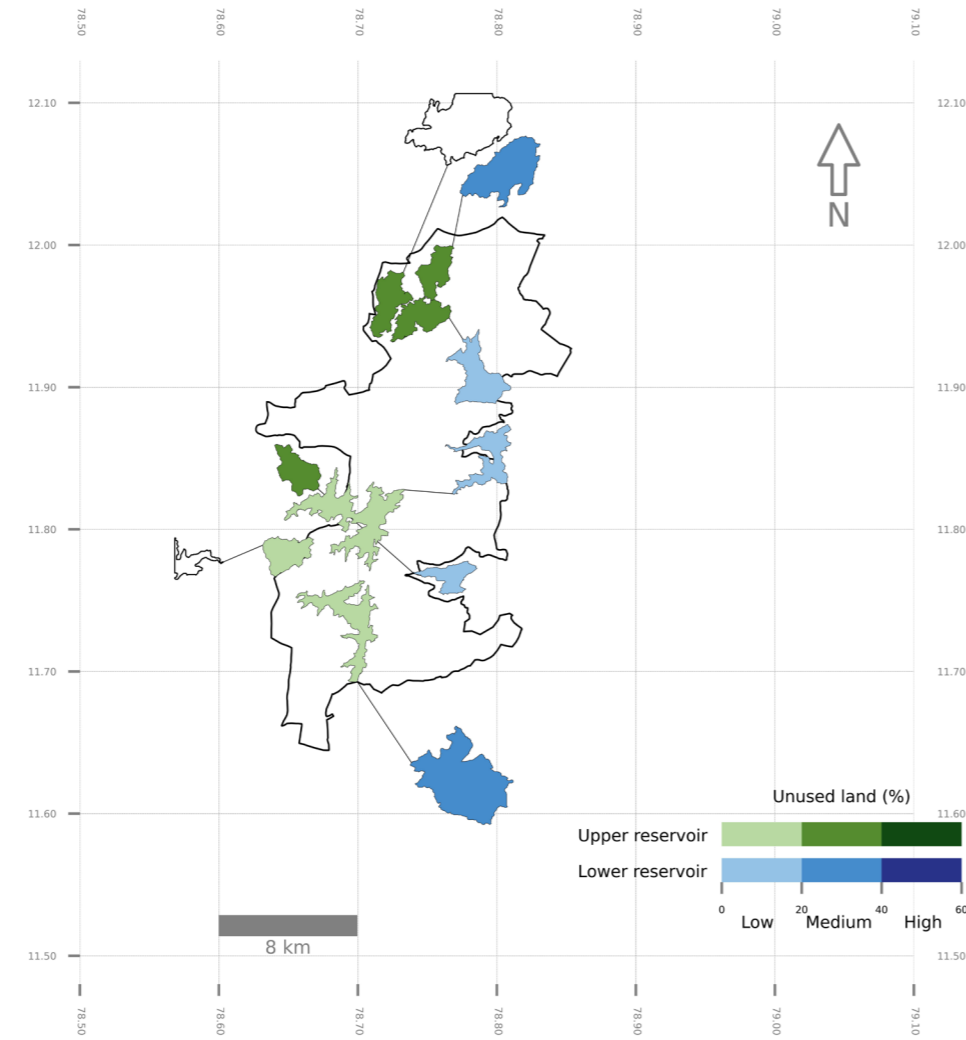 78.50 78.60 78.70 78.80 78.90 79.00 79.10
12.10 12.10
N
12.00 12.00
11.90 11.90
11.80 11.80
11.70 11.70
Unused land (%)
11.60 11.60
Upper reservoir
Lower reservoir
0 20 40 60
Low Medium High
8 km
11.50 11.50
78.50 78.60 78.70 78.80 78.90 79.00 79.10